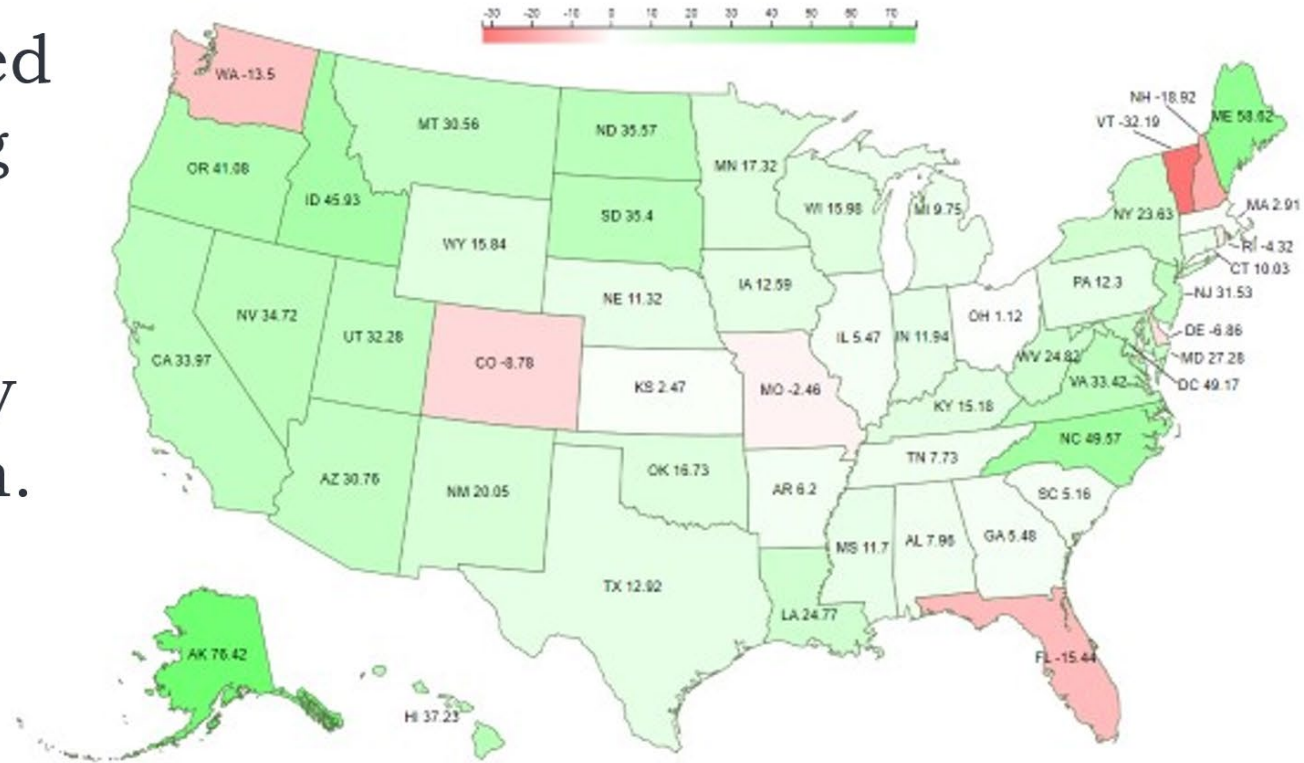 ed
g
y
n.
-30 -20 -10 0 10 20 30 40 50 60 70
WA -13.5
MT 30.56
ND 35.57
MN 17.32
OR 41.08
ID 45.93
SD 35.4
WI 15.98
MI 9.75
WY 15.84
NH -18.92
VT -32.19
ME 58.62
NY 23.63
MA 2.91
RI -4.32
CT 10.03
PA 12.3
NJ 31.53
DE -6.86
MD 27.28
DC 49.17
IA 12.59
NE 11.32
NV 34.72
UT 32.28
CA 33.97
CO -8.78
KS 2.47
MO -2.46
IL 5.47
IN 11.94
OH 1.12
WV 24.82
VA 33.42
KY 15.18
NC 49.57
TN 7.73
SC 5.16
AZ 30.76
NM 20.05
OK 16.73
AR 6.2
MS 11.7
AL 7.96
GA 5.48
TX 12.92
LA 24.77
FL -15.44
AK 76.42
HI 37.23